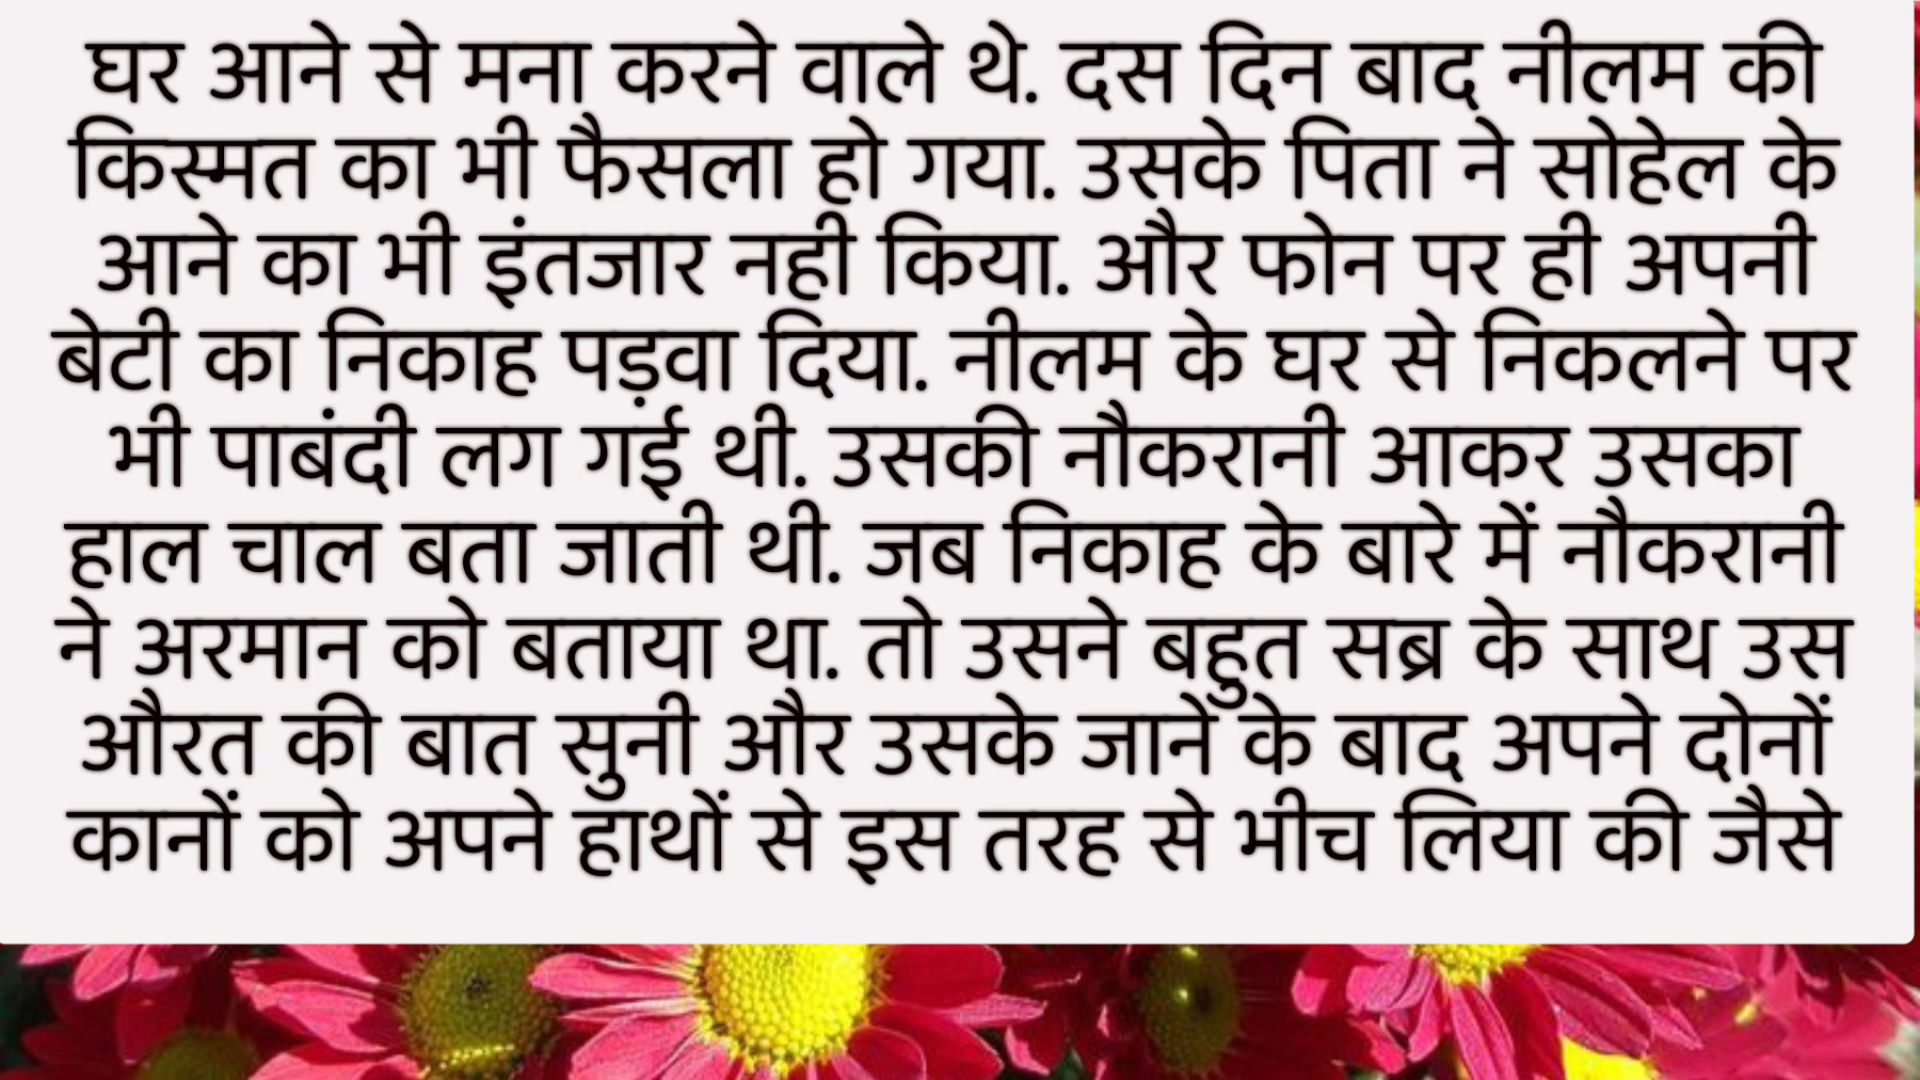 घर आने से मना करने वाले थे. दस दिन बाद नीलम की
किस्मत का भी फैसला हो गया. उसके पिता ने सोहेल के
आने का भी इंतजार नही किया. और फोन पर ही अपनी
बेटी का निकाह पड़वा दिया. नीलम के घर से निकलने पर
भी पाबंदी लग गई थी. उसकी नौकरानी आकर उसका
हाल चाल बता जाती थी. जब निकाह के बारे में नौकरानी
ने अरमान को बताया था. तो उसने बहुत सब्र के साथ उस
औरत की बात सुनी और उसके जाने के बाद अपने दोनों
कानों को अपने हाथों से इस तरह से भीच लिया की जैसे